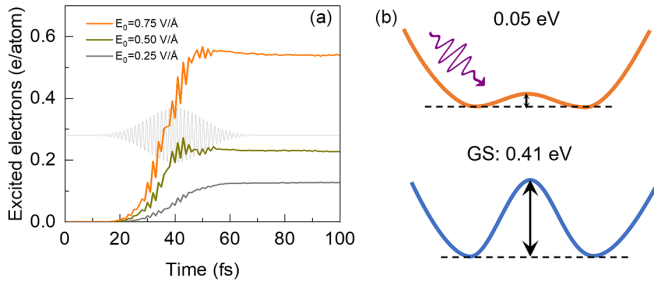 (a)
E₀=0.75 V/Å
E₀=0.50 V/Å
E₀=0.25 V/Å
Excited electrons (e/atom)
0.6
0.4
0.2
0.0
0 20 40 60 80 100
Time (fs)
(b)
0.05 eV
GS: 0.41 eV